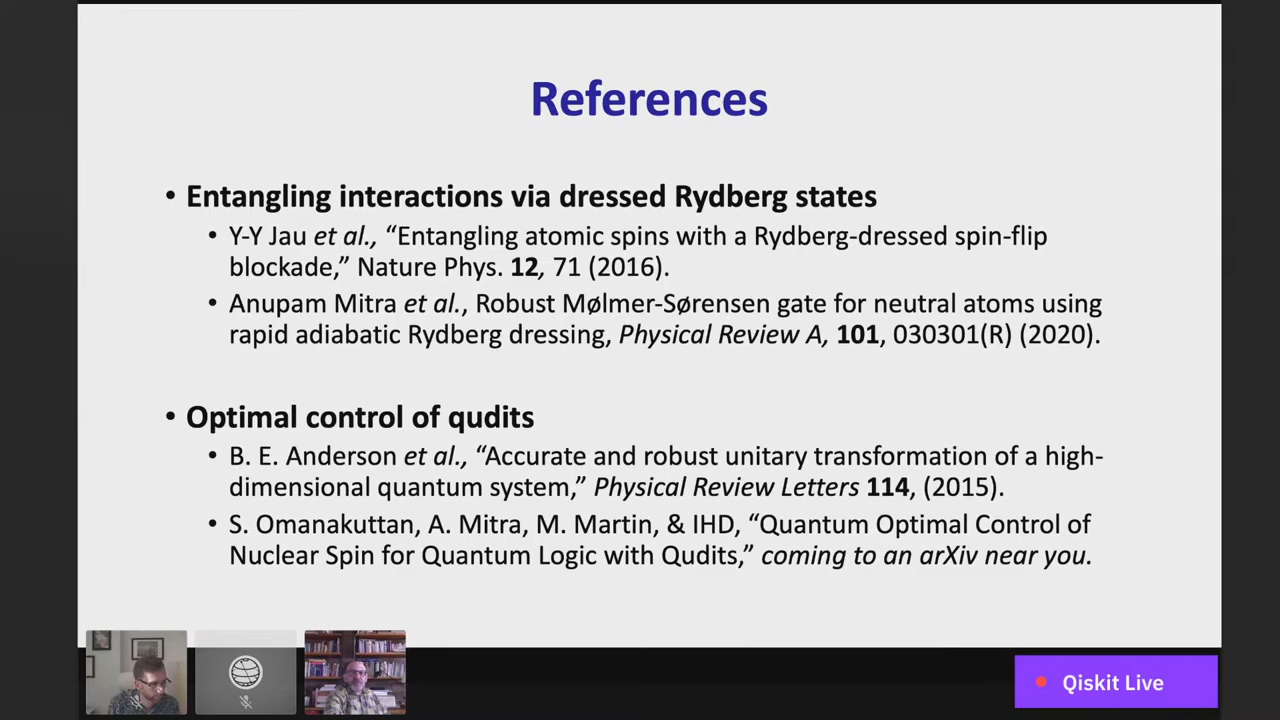 References
• Entangling interactions via dressed Rydberg states
• Y-Y Jau et al., “Entangling atomic spins with a Rydberg-dressed spin-flip
blockade,” Nature Phys. 12, 71 (2016).
• Anupam Mitra et al., Robust Mølmer-Sørensen gate for neutral atoms using
rapid adiabatic Rydberg dressing, Physical Review A, 101, 030301(R) (2020).
• Optimal control of qudits
• B. E. Anderson et al., “Accurate and robust unitary transformation of a high-
dimensional quantum system,” Physical Review Letters 114, (2015).
• S. Omanakuttan, A. Mitra, M. Martin, & IHD, “Quantum Optimal Control of
Nuclear Spin for Quantum Logic with Qudits,” coming to an arXiv near you.
Qiskit Live